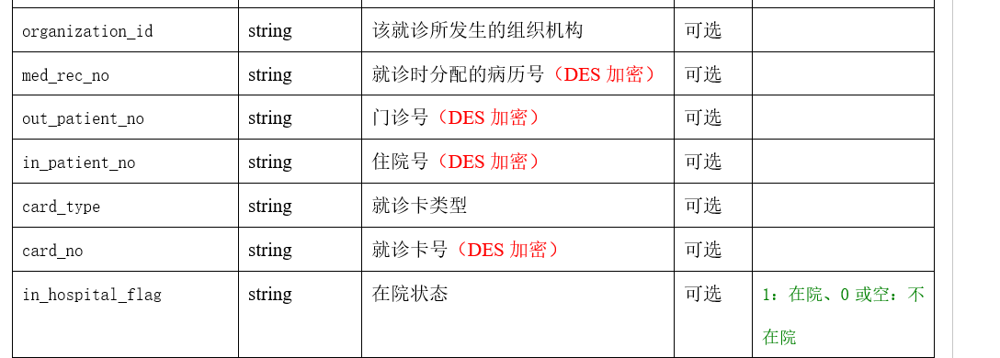 organization_id string 该就诊所发生的组织机构 可选
med_rec_no string 就诊时分配的病历号（DES 加密） 可选
out_patient_no string 门诊号（DES 加密） 可选
in_patient_no string 住院号（DES 加密） 可选
card_type string 就诊卡类型 可选
card_no string 就诊卡号（DES 加密） 可选
in_hospital_flag string 在院状态 可选 1: 在院、0 或空: 不
在院